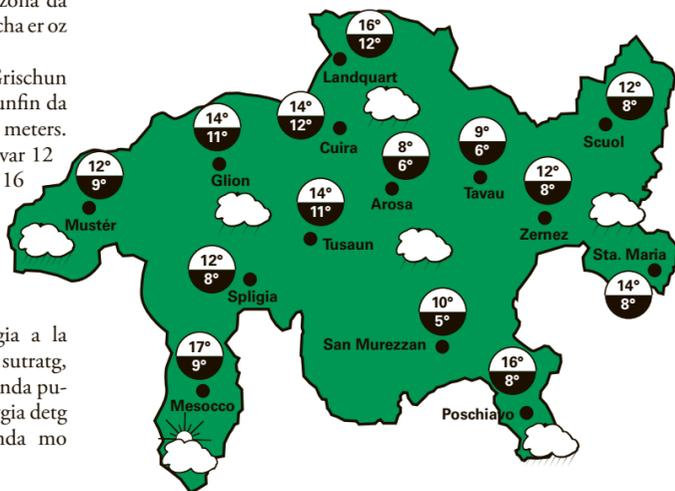 zona da
cha er oz
Grischun
unfin da
meters.
var 12
16
gia a la
sutratg,
nda pu-
rgia detg
nda mo
16°
12°
Landquart
14°
12°
Cuira
14°
11°
Glion
12°
9°
Mustér
8°
6°
Arosa
9°
6°
Tavau
12°
8°
Scuol
12°
8°
Zernez
14°
11°
Tusaun
12°
8°
Spligia
Sta. Maria
14°
8°
10°
5°
San Murezzan
17°
9°
Mesocco
16°
8°
Poschiavo